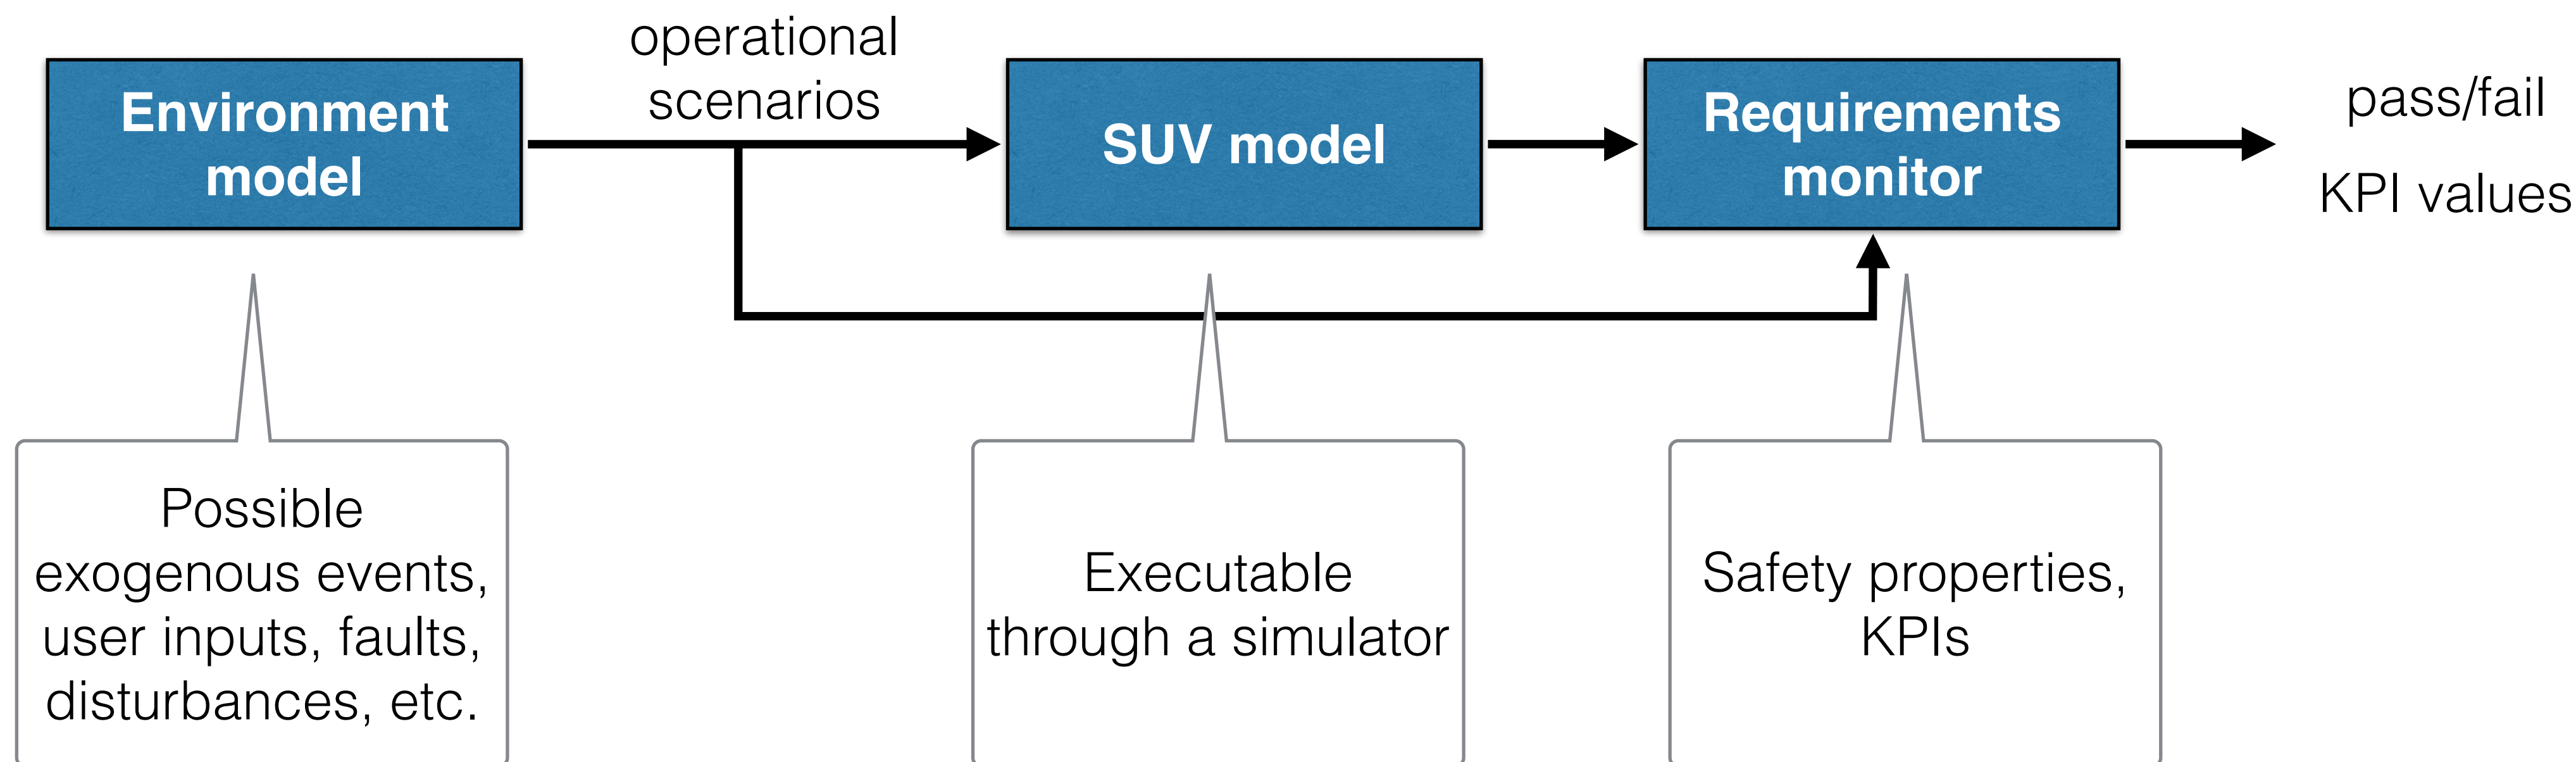 operational
scenarios
Environment
model
SUV model
Requirements
monitor
pass/fail
KPI values
Possible
exogenous events,
user inputs, faults,
disturbances, etc.
Executable
through a simulator
Safety properties,
KPIs